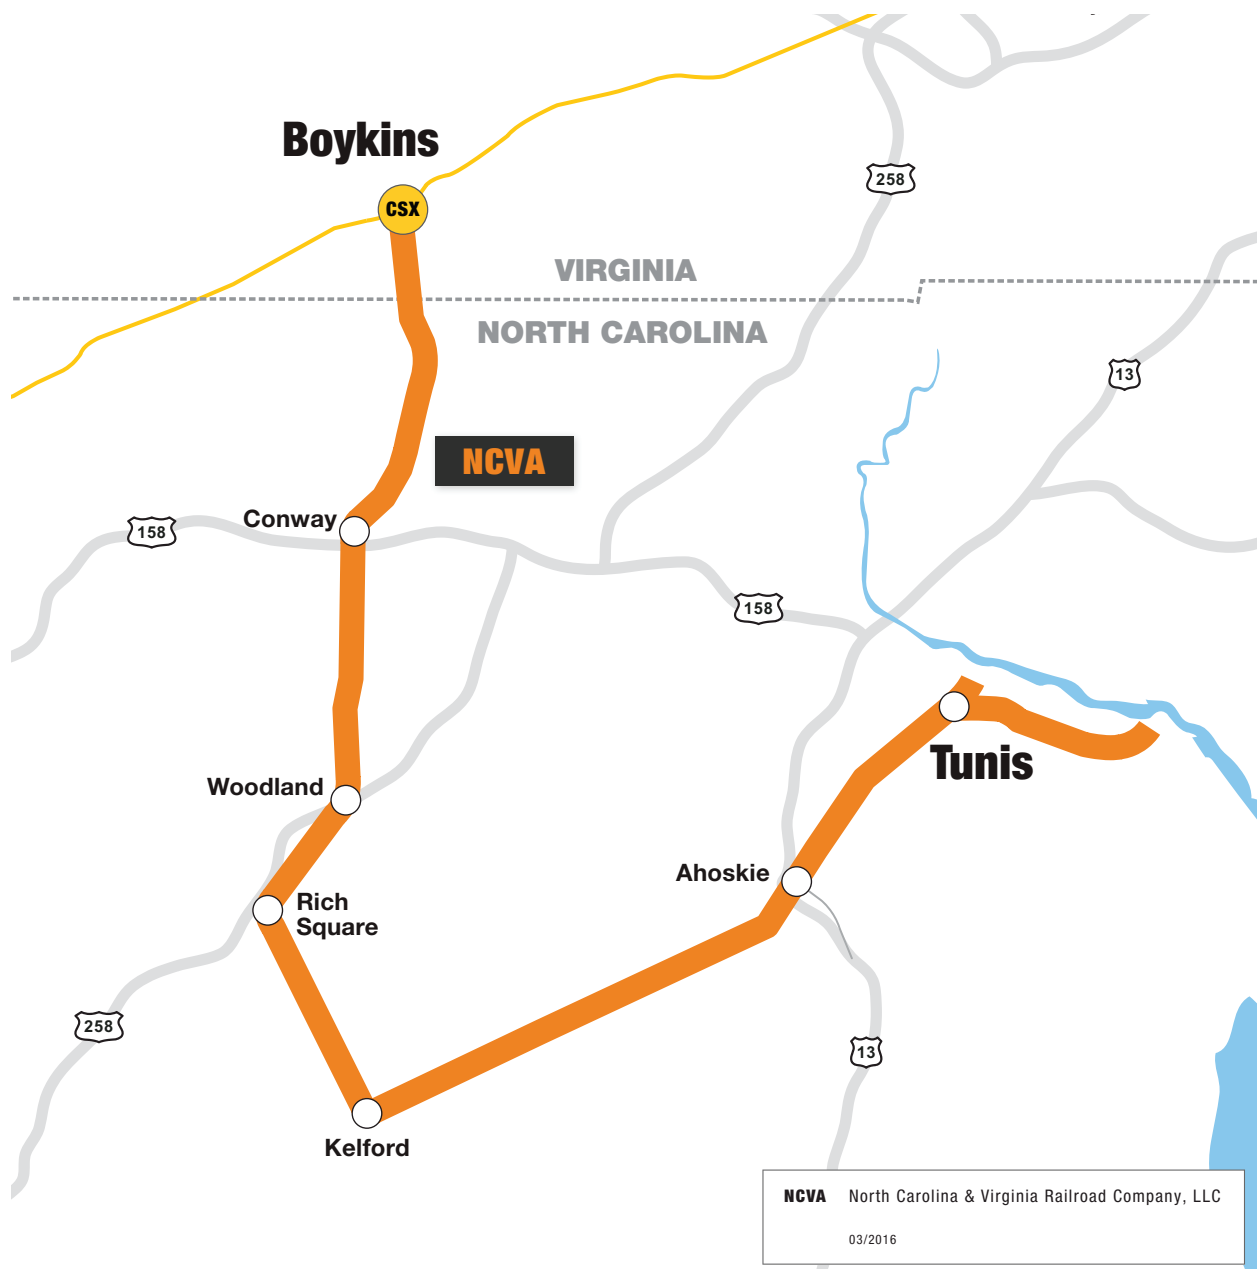 Boykins
CSX
258
VIRGINIA
NORTH CAROLINA
13
NCVA
Conway
158
158
Tunis
Woodland
Ahoskie
Rich
Square
258
13
Kelford
NCVA North Carolina & Virginia Railroad Company, LLC
03/2016